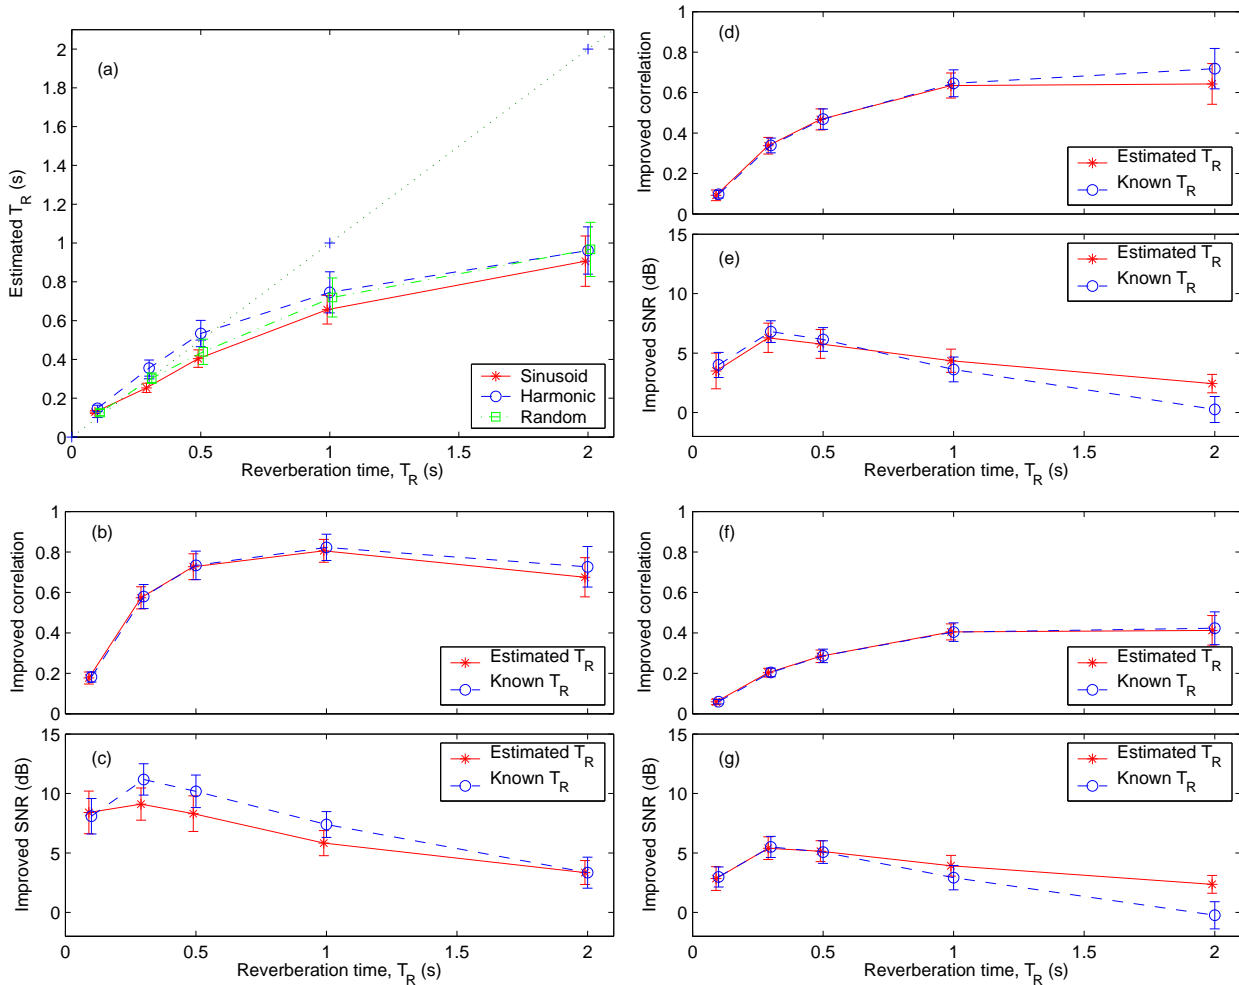 (a)
Estimated T_R (s)
2
1.8
1.6
1.4
1.2
1
0.8
0.6
0.4
0.2
0
Sinusoid
Harmonic
Random
0
0.5
1
1.5
2
Reverberation time, T_R (s)
(d)
Improved correlation
1
0.8
0.6
0.4
0.2
0
Estimated T_R
Known T_R
(e)
Improved SNR (dB)
15
10
5
0
Estimated T_R
Known T_R
0
0.5
1
1.5
2
Reverberation time, T_R (s)
(b)
Improved correlation
1
0.8
0.6
0.4
0.2
0
Estimated T_R
Known T_R
(c)
Improved SNR (dB)
15
10
5
0
Estimated T_R
Known T_R
0
0.5
1
1.5
2
Reverberation time, T_R (s)
(f)
Improved correlation
1
0.8
0.6
0.4
0.2
0
Estimated T_R
Known T_R
(g)
Improved SNR (dB)
15
10
5
0
Estimated T_R
Known T_R
0
0.5
1
1.5
2
Reverberation time, T_R (s)